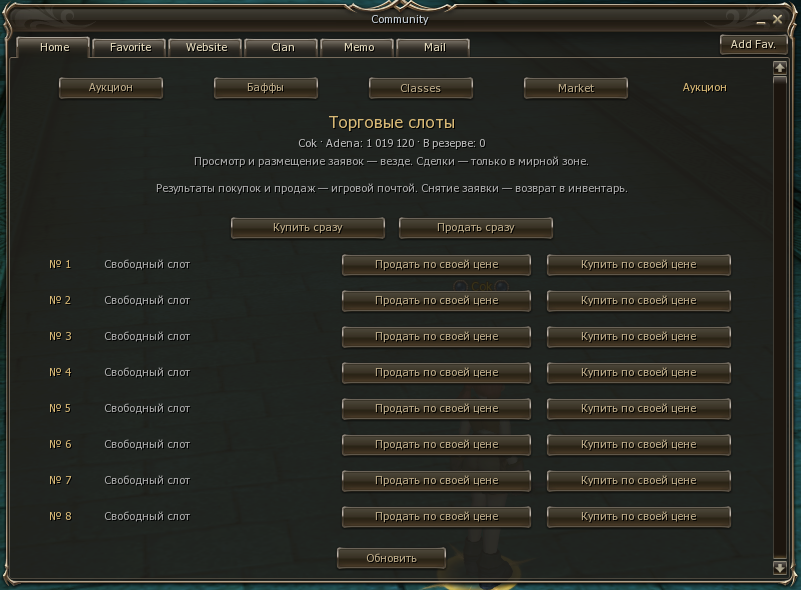 Community
Home Favorite Website Clan Memo Mail Add Fav.
Аукцион Баффы Classes Market Аукцион
Торговые слоты
Cok · Adena: 1 019 120 · В резерве: 0
Просмотр и размещение заявок — везде. Сделки — только в мирной зоне.
Результаты покупок и продаж — игровой почтой. Снятие заявки — возврат в инвентарь.
Купить сразу Продать сразу
№ 1 Свободный слот Продать по своей цене Купить по своей цене
Cok
№ 2 Свободный слот Продать по своей цене Купить по своей цене
№ 3 Свободный слот Продать по своей цене Купить по своей цене
№ 4 Свободный слот Продать по своей цене Купить по своей цене
№ 5 Свободный слот Продать по своей цене Купить по своей цене
№ 6 Свободный слот Продать по своей цене Купить по своей цене
№ 7 Свободный слот Продать по своей цене Купить по своей цене
№ 8 Свободный слот Продать по своей цене Купить по своей цене
Обновить